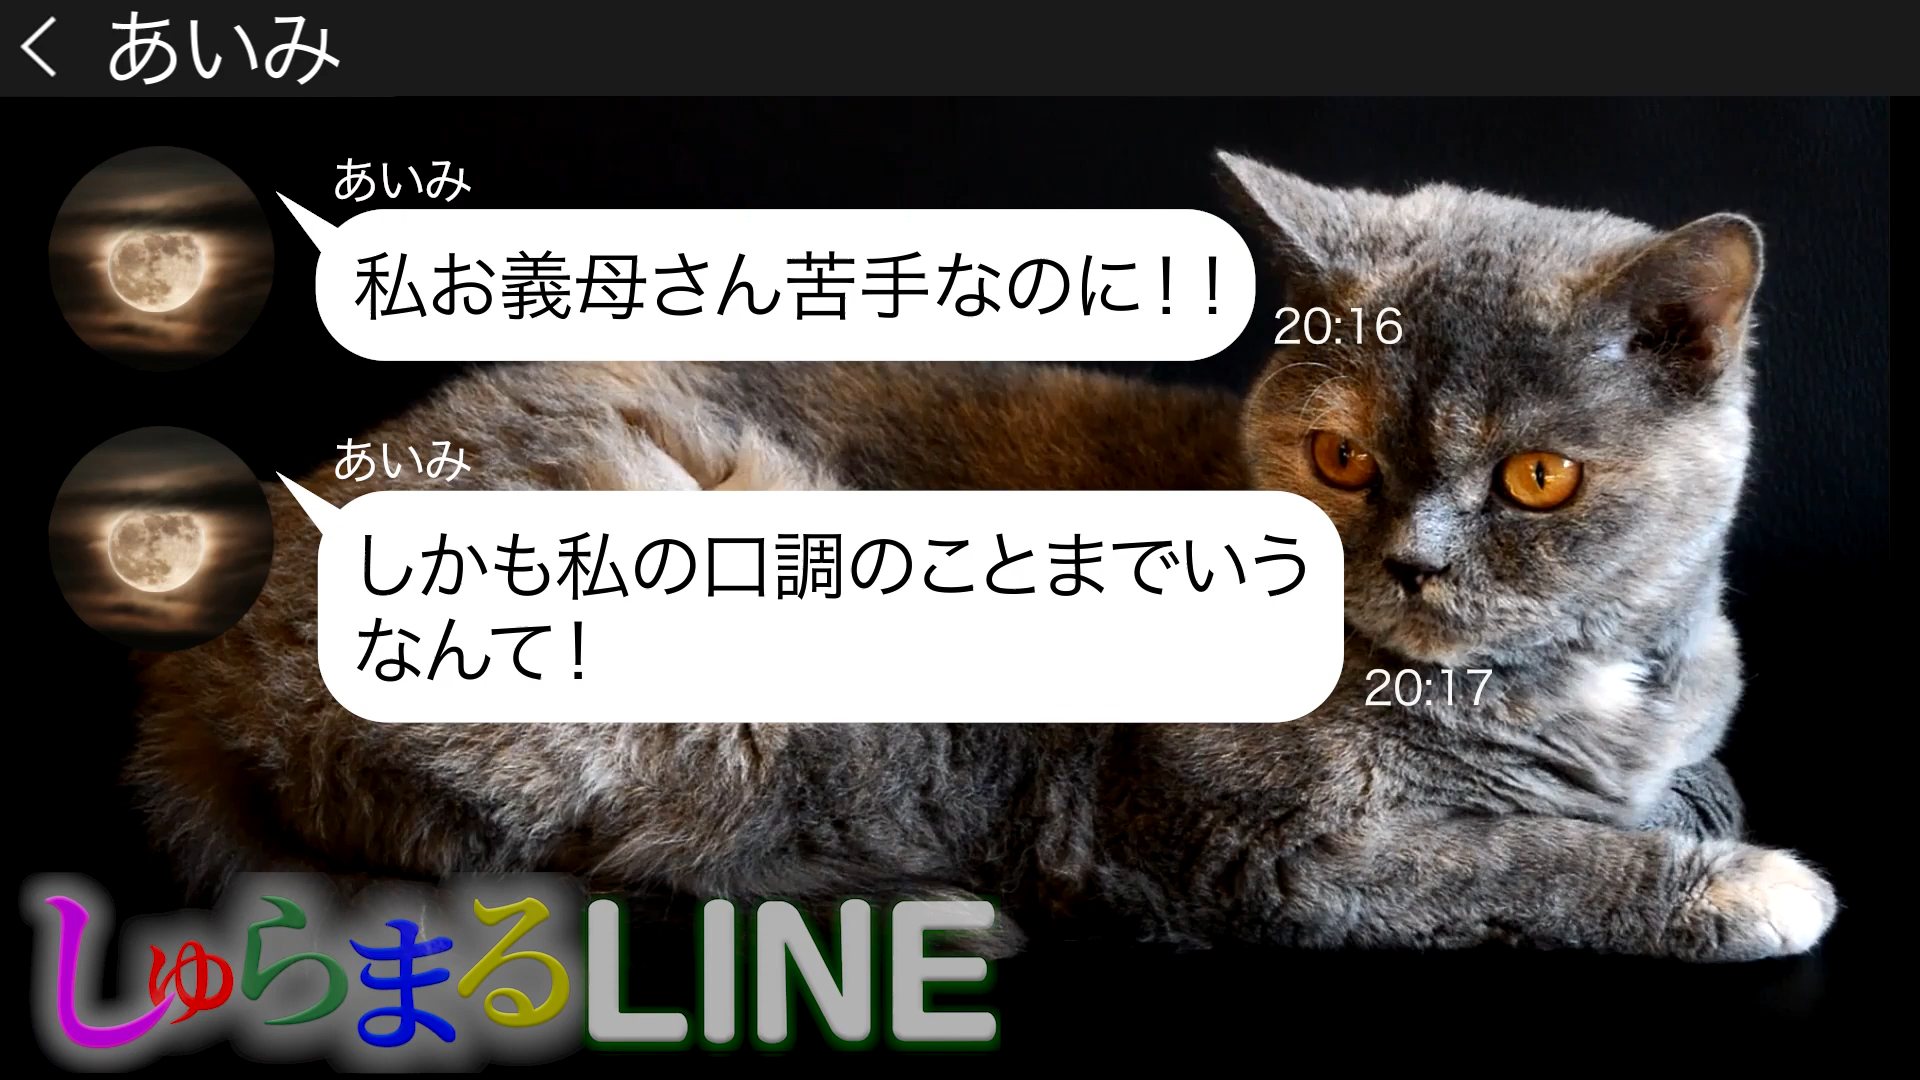 あいみ
あいみ
私お義母さん苦手なのに!!
20:16
あいみ
しかも私の口調のことまでいう
なんて!
20:17
しゅらまるLINE